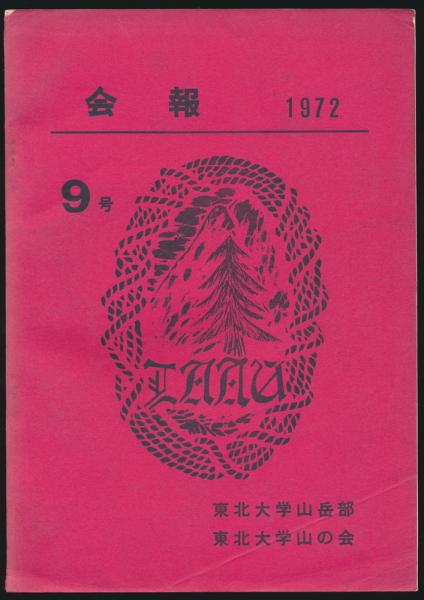 会報 1972
9号
TAAU
東北大学山岳部
東北大学山の会